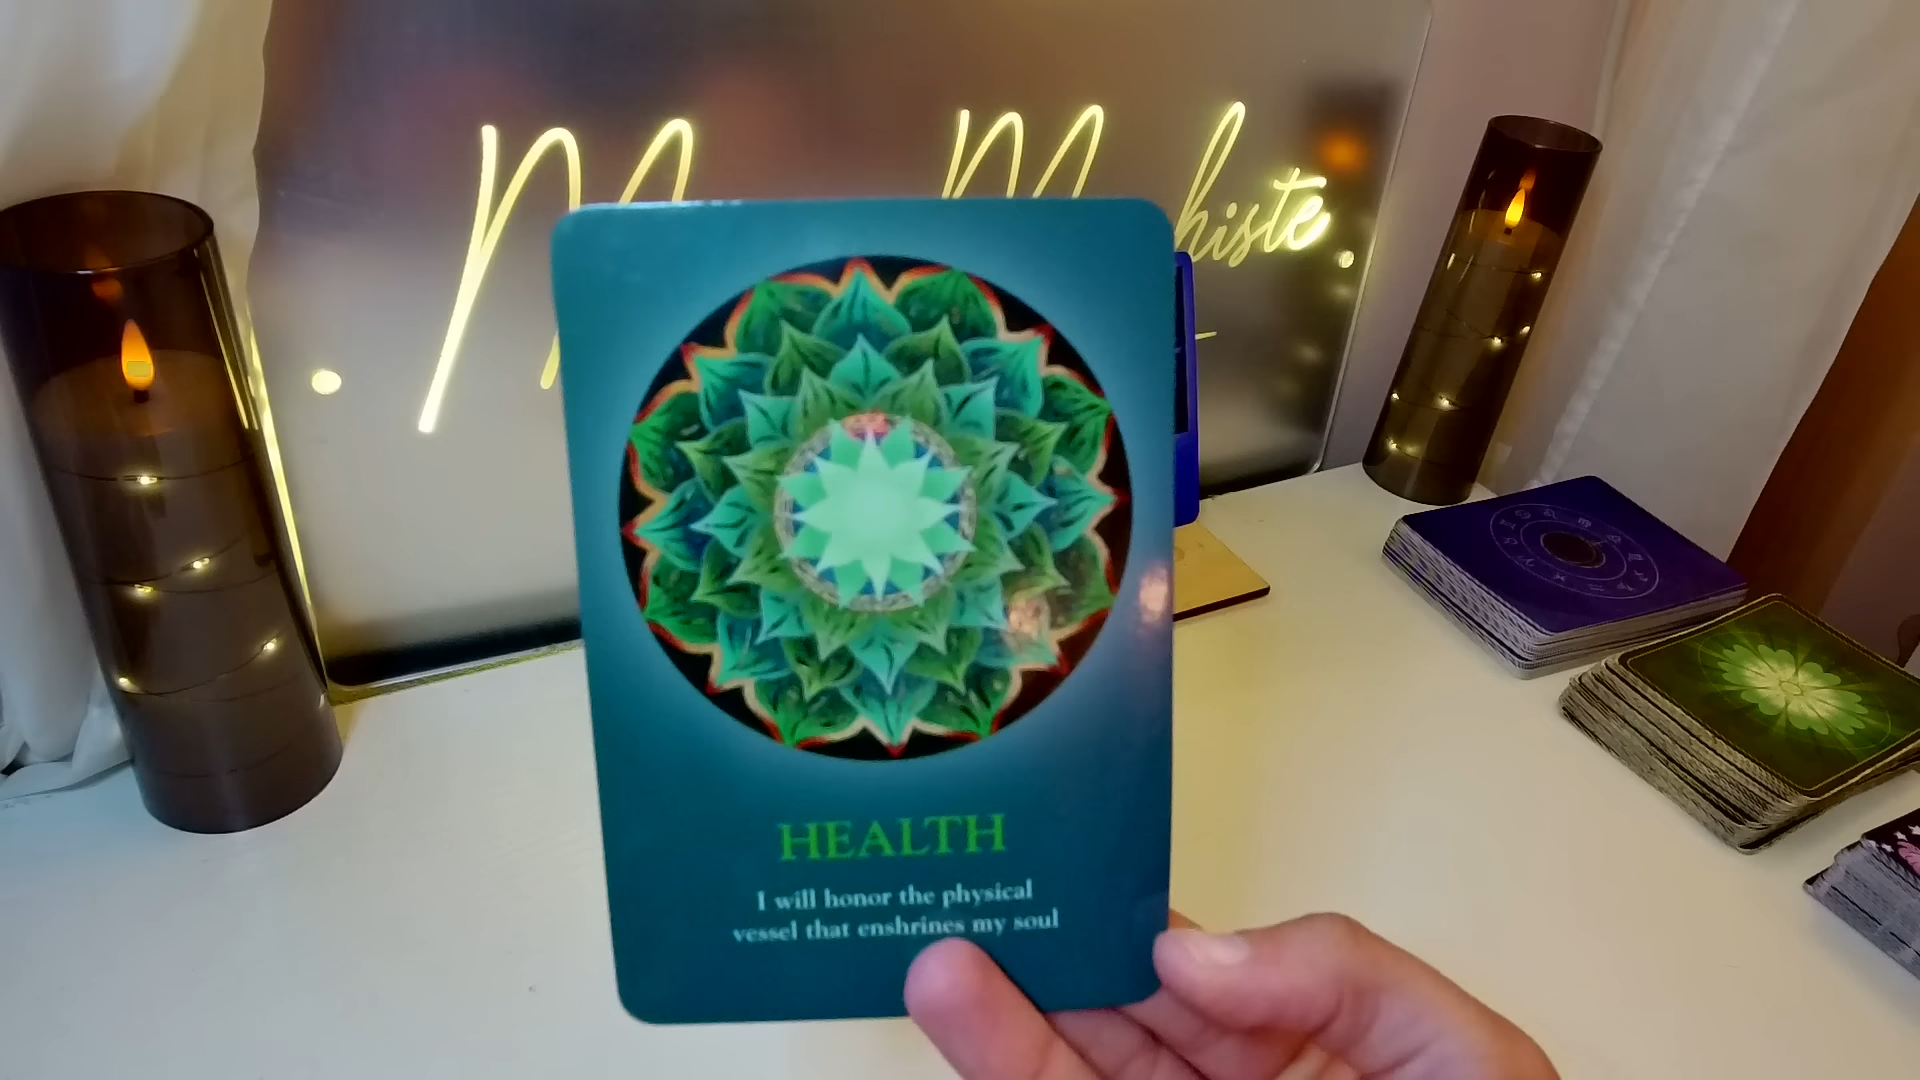 HEALTH
I will honor the physical
vessel that enshrines my soul